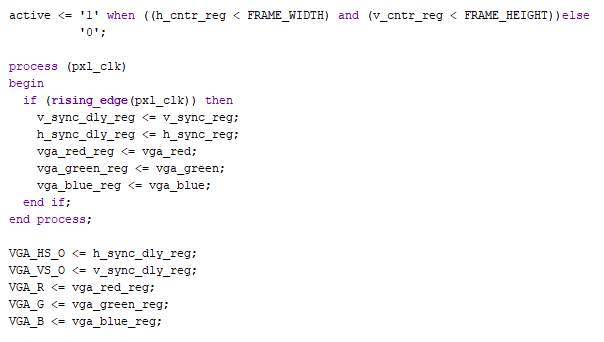 active <= '1' when ((h_cntr_reg < FRAME_WIDTH) and (v_cntr_reg < FRAME_HEIGHT))else
'0';
process (pxl_clk)
begin
if (rising_edge(pxl_clk)) then
v_sync_dly_reg <= v_sync_reg;
h_sync_dly_reg <= h_sync_reg;
vga_red_reg <= vga_red;
vga_green_reg <= vga_green;
vga_blue_reg <= vga_blue;
end if;
end process;
VGA_HS_O <= h_sync_dly_reg;
VGA_VS_O <= v_sync_dly_reg;
VGA_R <= vga_red_reg;
VGA_G <= vga_green_reg;
VGA_B <= vga_blue_reg;